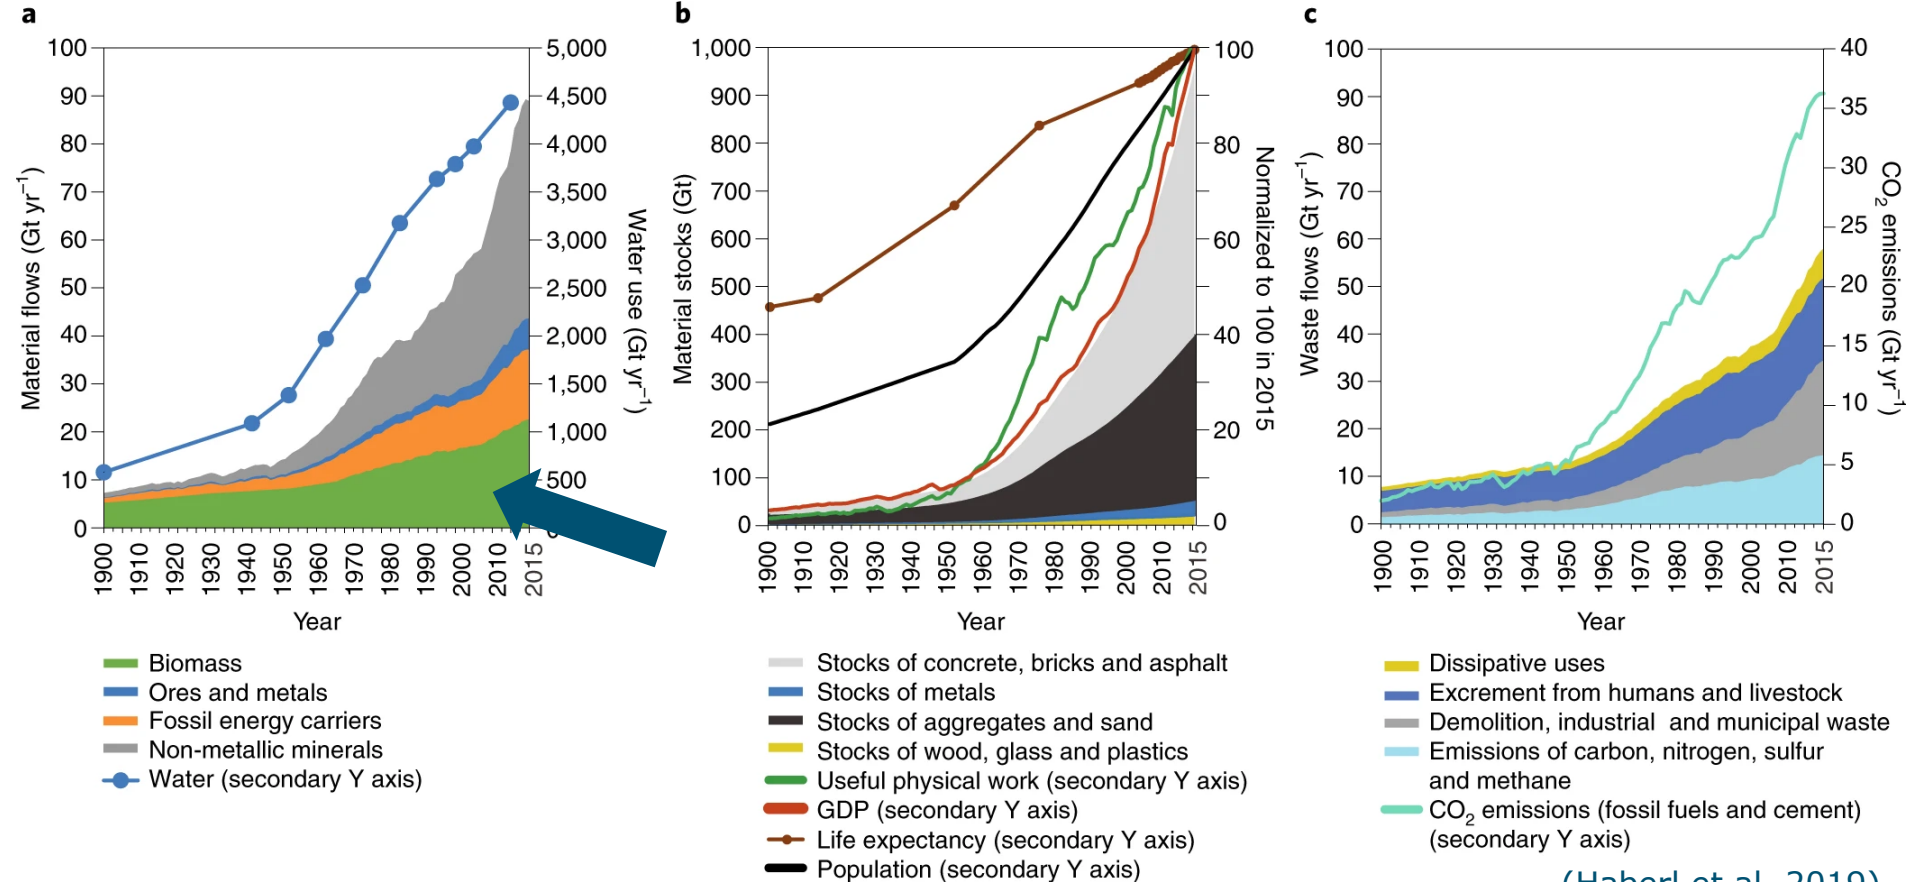 a
100
90
80
70
60
50
40
30
20
10
0
Material flows (Gt yr⁻¹)
5,000
4,500
4,000
3,500
3,000
2,500
2,000
1,500
1,000
500
Water use (Gt yr⁻¹)
1900
1910
1920
1930
1940
1950
1960
1970
1980
1990
2000
2010
2015
Year
Biomass
Ores and metals
Fossil energy carriers
Non-metallic minerals
Water (secondary Y axis)
b
1,000
900
800
700
600
500
400
300
200
100
0
Material stocks (Gt)
100
80
60
40
20
0
Normalized to 100 in 2015
1900
1910
1920
1930
1940
1950
1960
1970
1980
1990
2000
2010
2015
Year
Stocks of concrete, bricks and asphalt
Stocks of metals
Stocks of aggregates and sand
Stocks of wood, glass and plastics
Useful physical work (secondary Y axis)
GDP (secondary Y axis)
Life expectancy (secondary Y axis)
Population (secondary Y axis)
c
100
90
80
70
60
50
40
30
20
10
0
Waste flows (Gt yr⁻¹)
40
35
30
25
20
15
10
5
0
CO₂ emissions (Gt yr⁻¹)
1900
1910
1920
1930
1940
1950
1960
1970
1980
1990
2000
2010
2015
Year
Dissipative uses
Excrement from humans and livestock
Demolition, industrial and municipal waste
Emissions of carbon, nitrogen, sulfur
and methane
CO₂ emissions (fossil fuels and cement)
(secondary Y axis)
(Haberl et al. 2019)